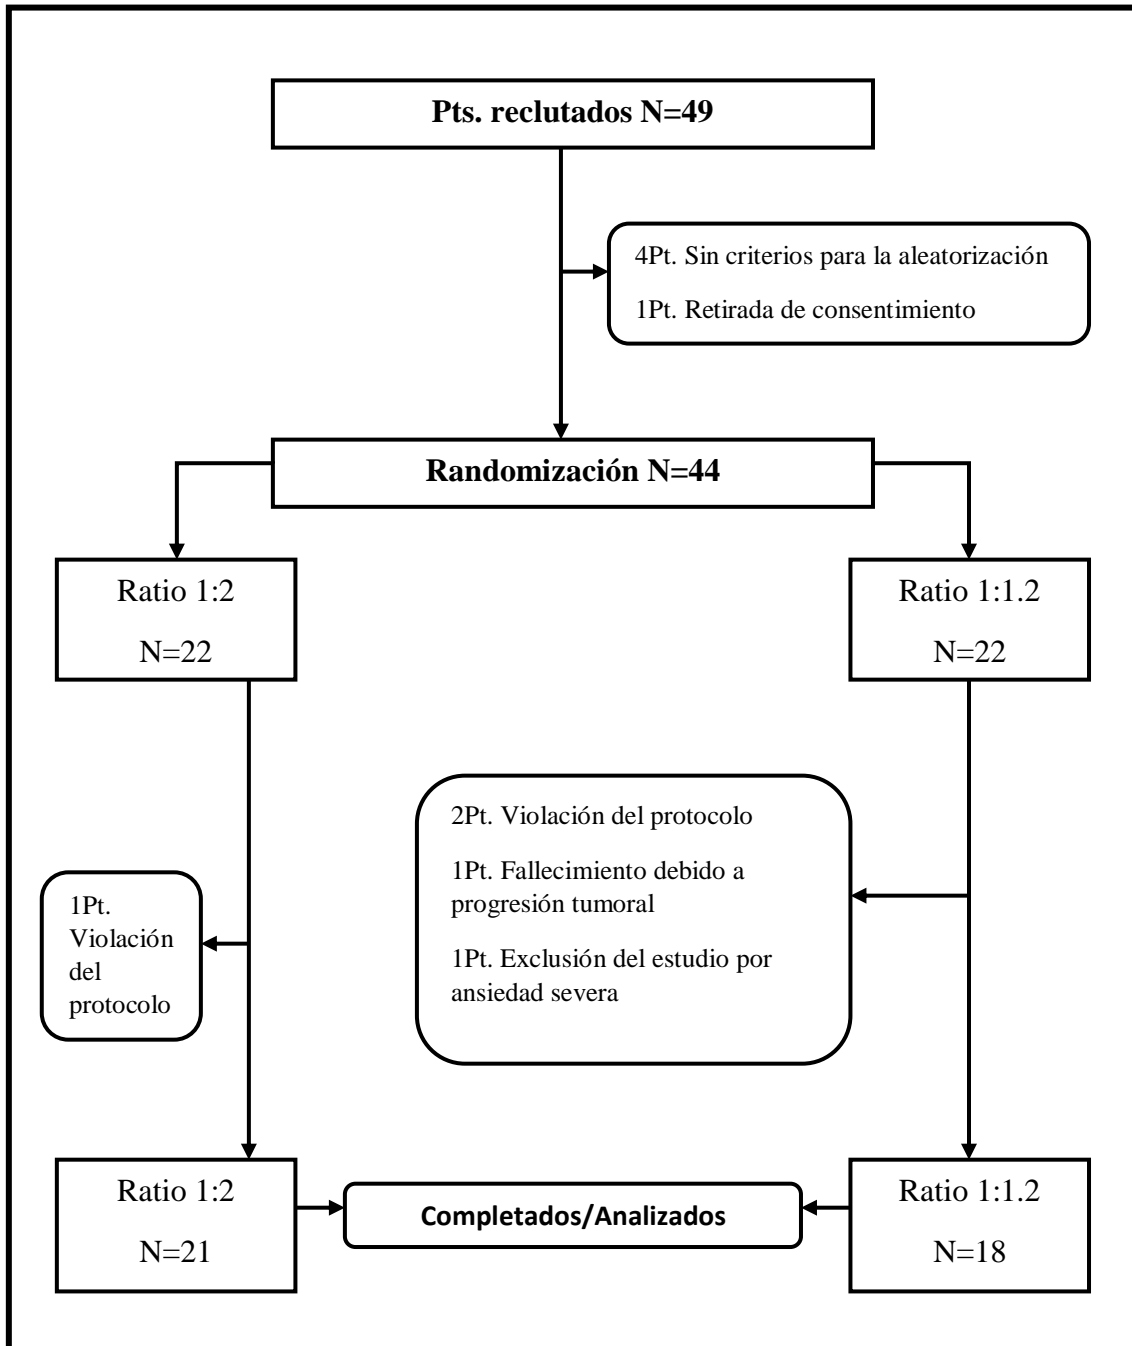 Pts. reclutados N=49
4Pt. Sin criterios para la aleatorización
1Pt. Retirada de consentimiento
Randomización N=44
Ratio 1:2
N=22
Ratio 1:1.2
N=22
2Pt. Violación del protocolo
1Pt. Fallecimiento debido a
progresión tumoral
1Pt. Exclusión del estudio por
ansiedad severa
1Pt.
Violación
del
protocolo
Ratio 1:2
N=21
Completados/Analizados
Ratio 1:1.2
N=18